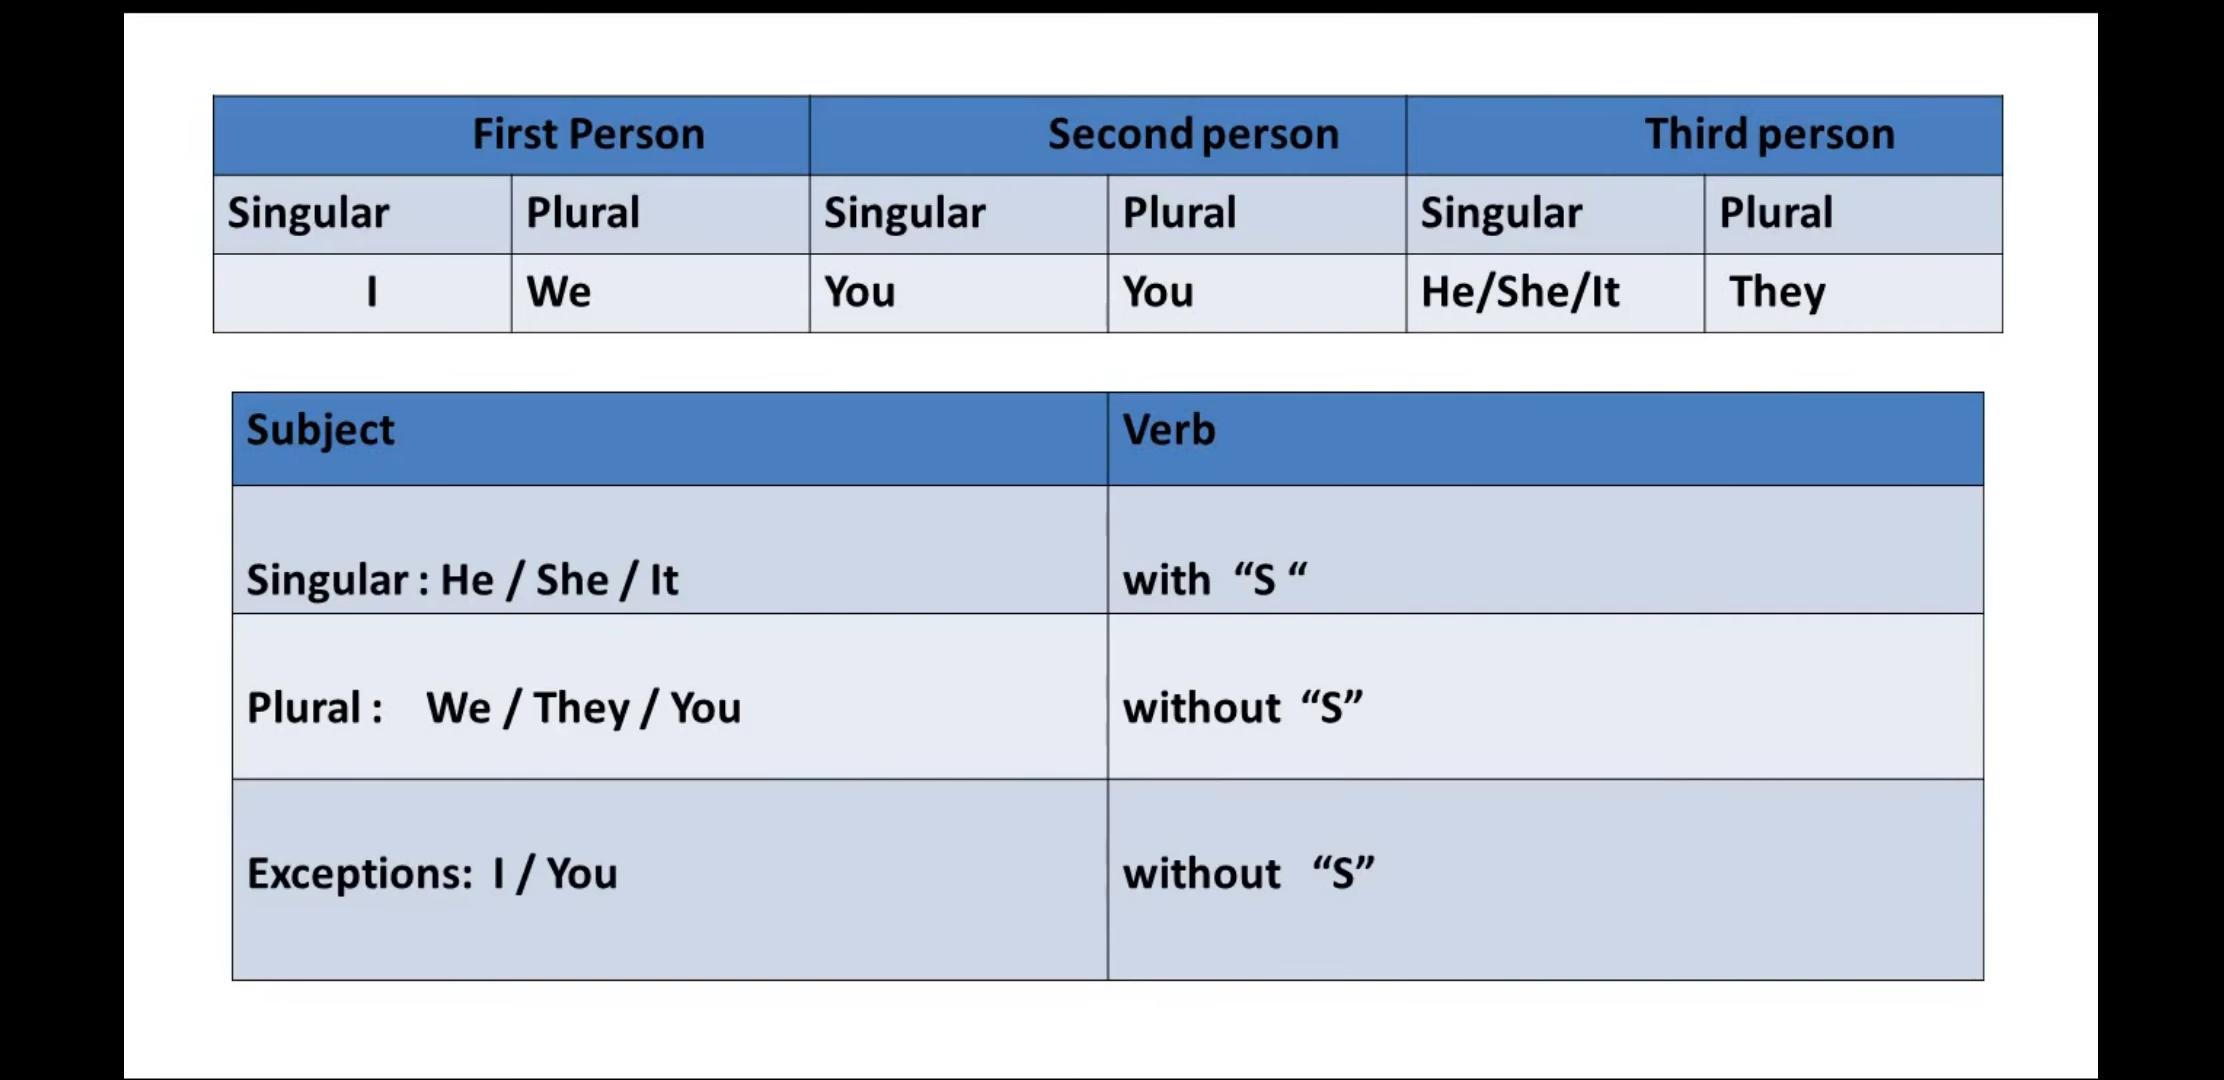 First Person Second person Third person
Singular Plural Singular Plural Singular Plural
I We You You He/She/It They
Subject Verb
Singular : He / She / It with “S “
Plural : We / They / You without “S”
Exceptions: I / You without “S”